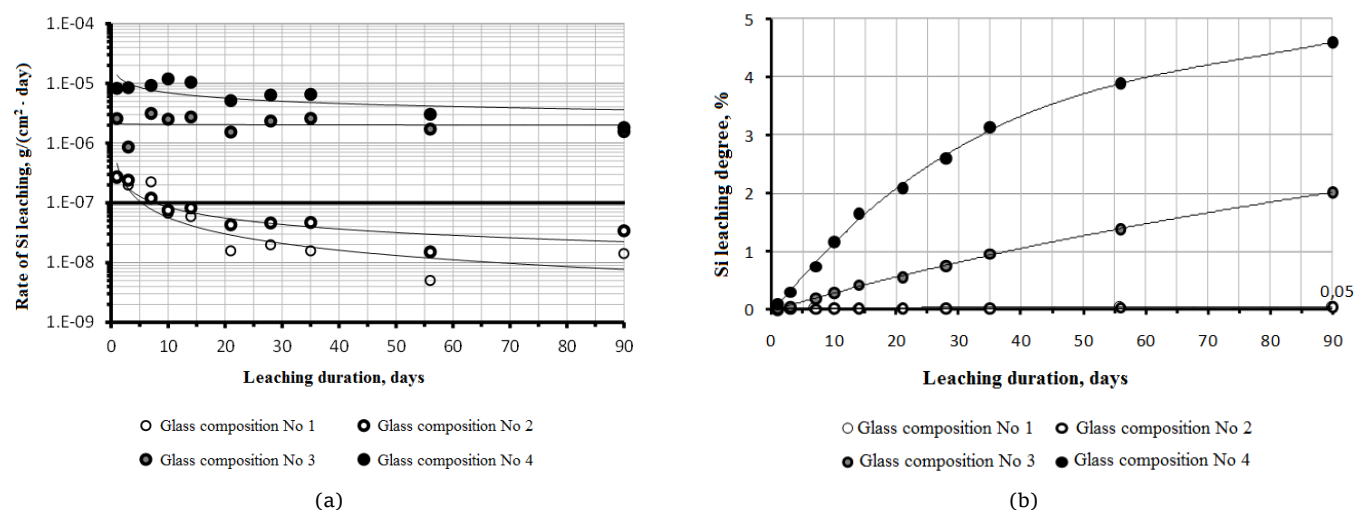 (a)
Rate of Si leaching, g/(cm² · day)
1.E-04
1.E-05
1.E-06
1.E-07
1.E-08
1.E-09
0 10 20 30 40 50 60 70 80 90
Leaching duration, days
Glass composition No 1 Glass composition No 2
Glass composition No 3 Glass composition No 4
(a)
Si leaching degree, %
5
4
3
2
1
0
0,05
0 10 20 30 40 50 60 70 80 90
Leaching duration, days
Glass composition No 1 Glass composition No 2
Glass composition No 3 Glass composition No 4
(b)